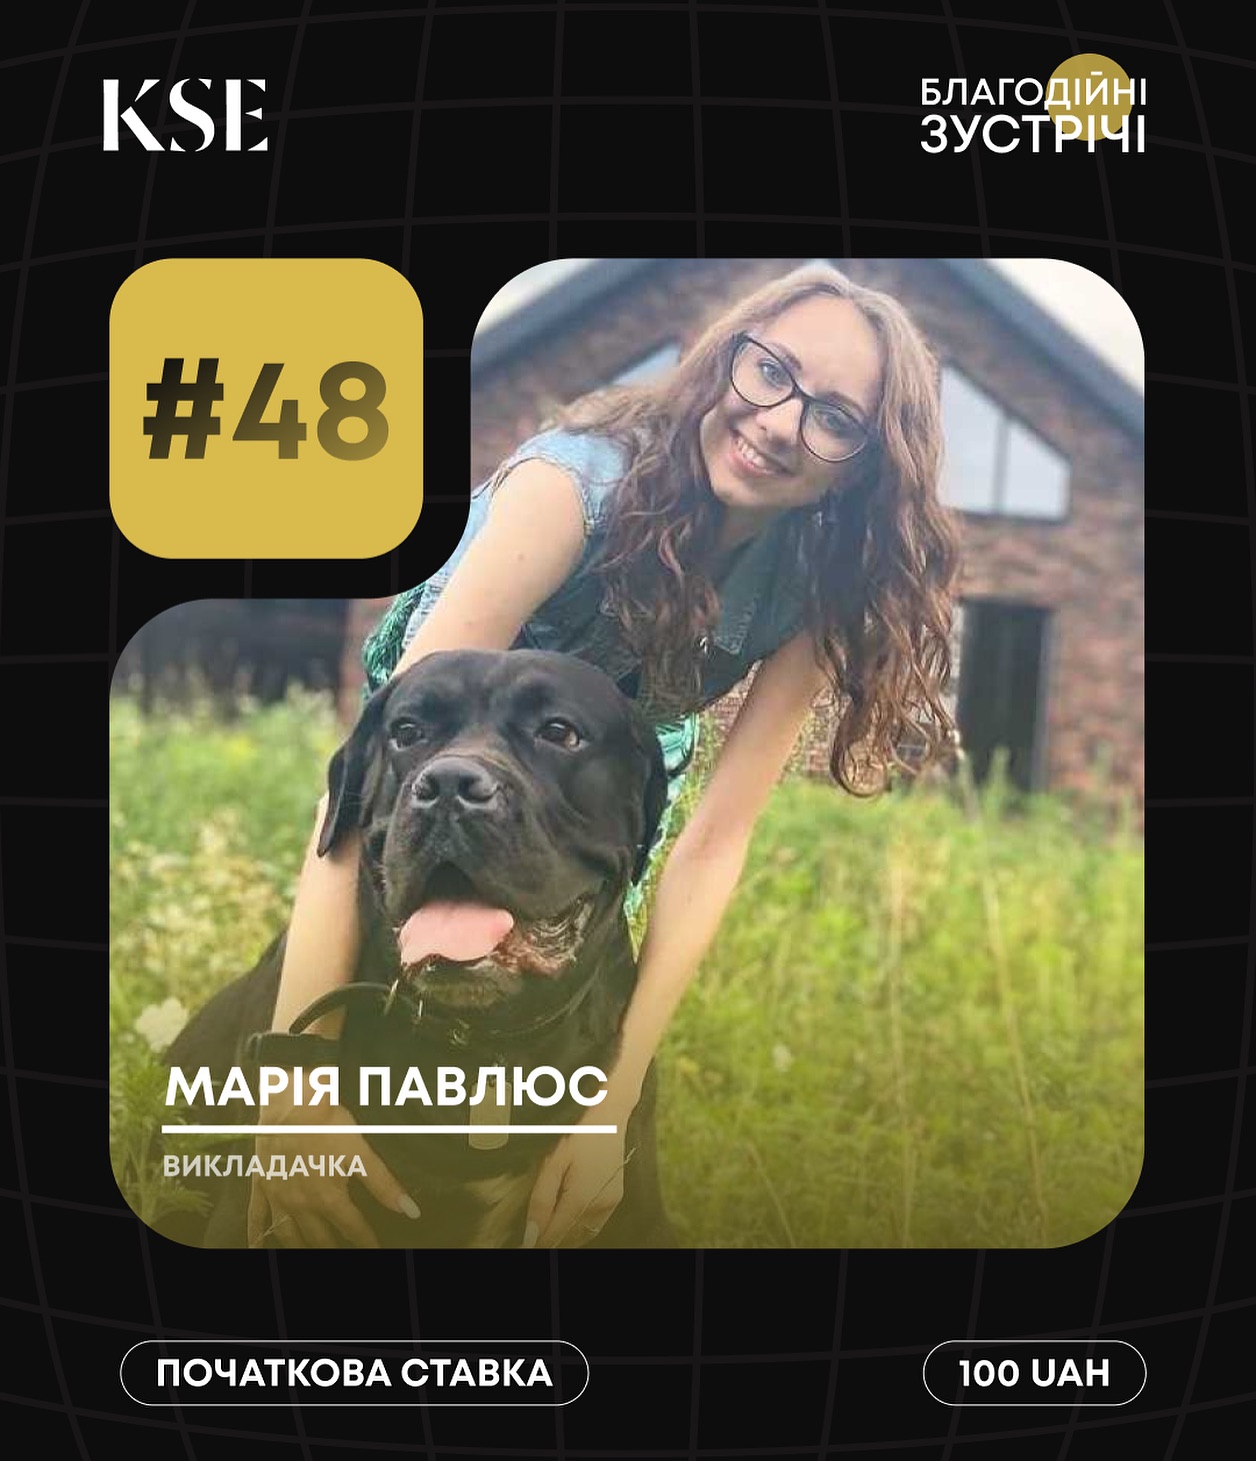 KSE
БЛАГОДІЙНІ
ЗУСТРІЧІ
#48
МАРІЯ ПАВЛЮС
ВИКЛАДАЧКА
ПОЧАТКОВА СТАВКА
100 UAH